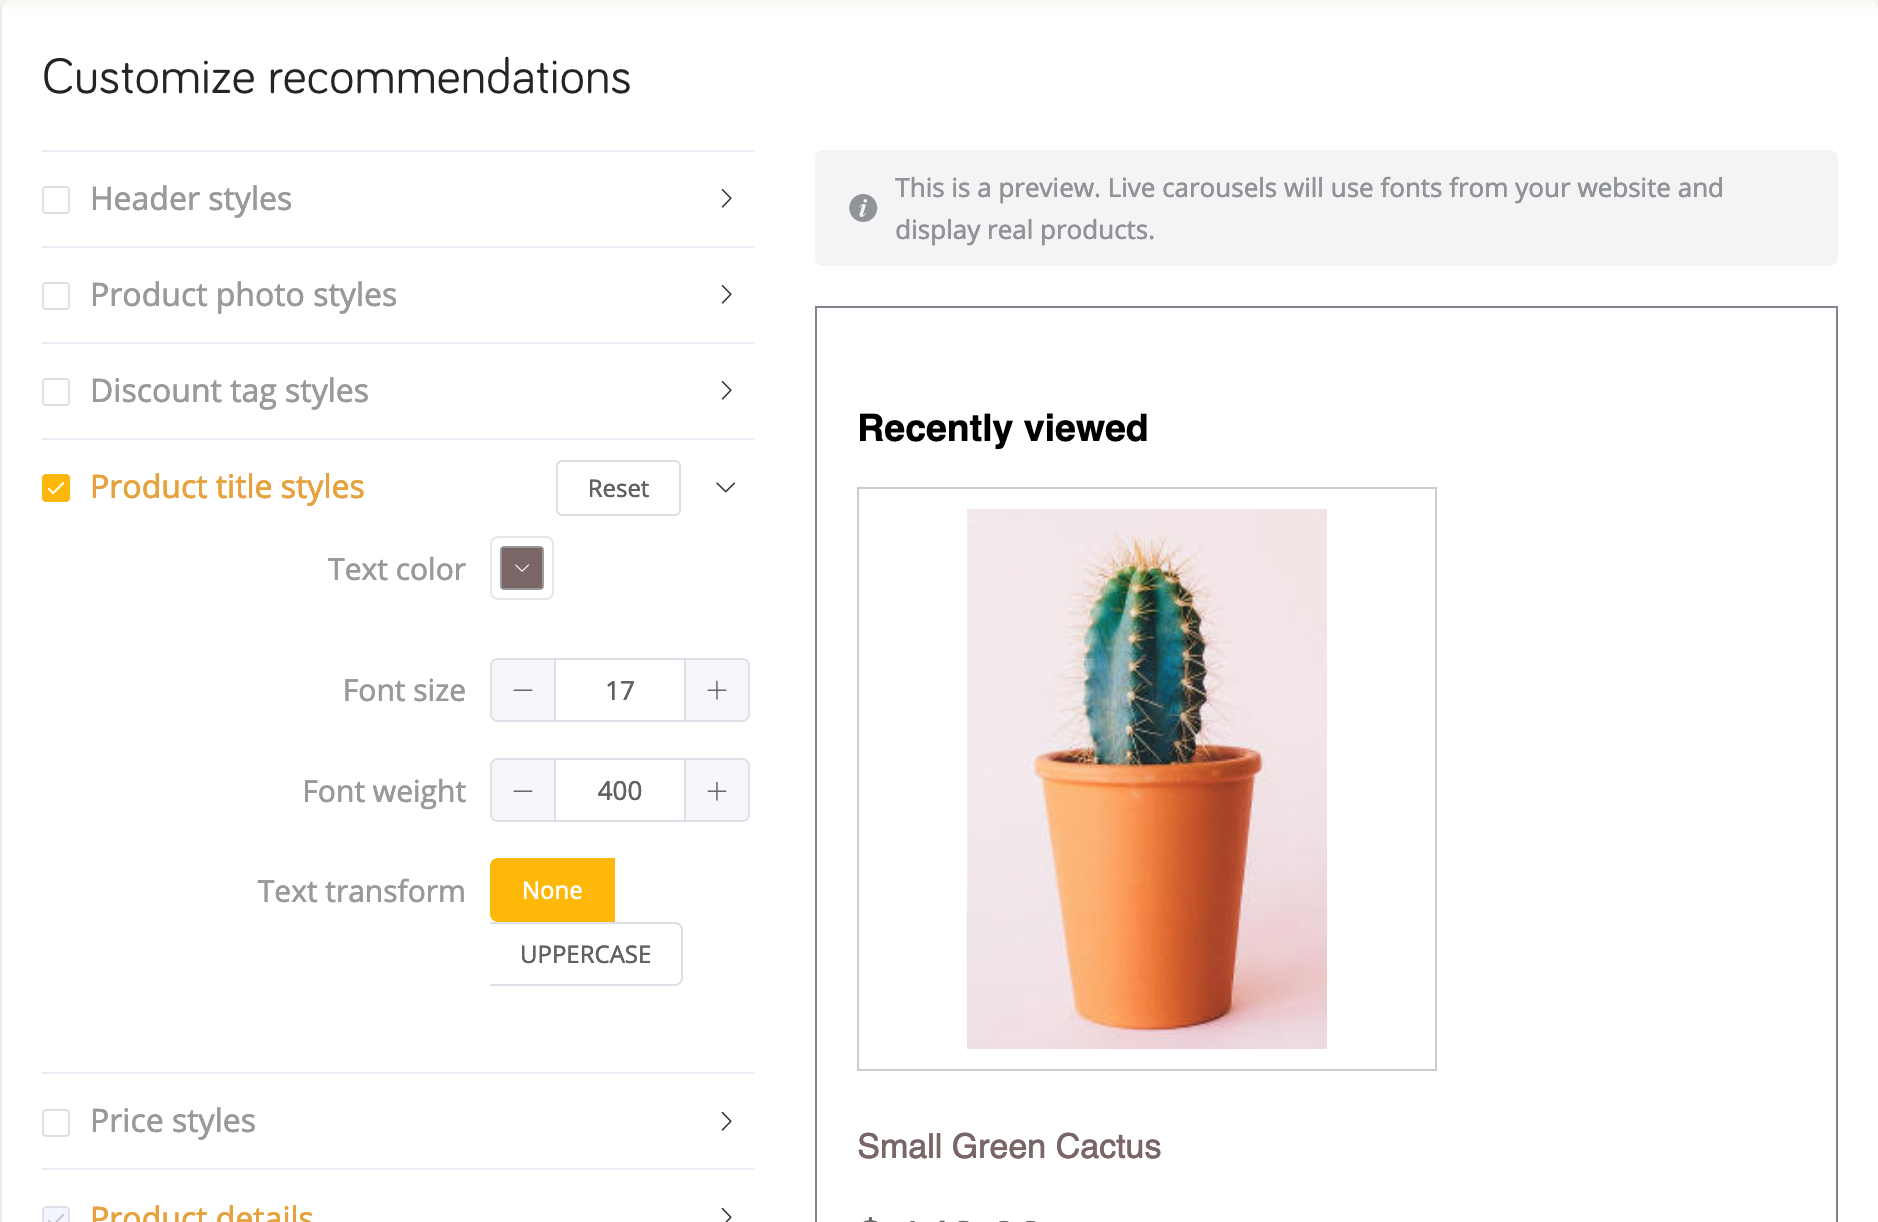 Customize recommendations
Header styles
Product photo styles
Discount tag styles
Product title styles
Reset
Text color
Font size
17
Font weight
400
Text transform
None
UPPERCASE
Price styles
Product details
This is a preview. Live carousels will use fonts from your website and
display real products.
Recently viewed
Small Green Cactus